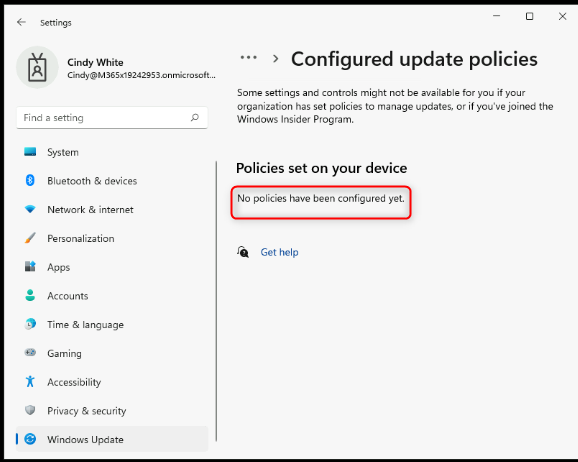 Settings
Cindy White
Cindy@M365x19242953.onmicrosoft...
Find a setting
System
Bluetooth & devices
Network & internet
Personalization
Apps
Accounts
Time & language
Gaming
Accessibility
Privacy & security
Windows Update
... > Configured update policies
Some settings and controls might not be available for you if your
organization has set policies to manage updates, or if you've joined the
Windows Insider Program.
Policies set on your device
No policies have been configured yet.
Get help